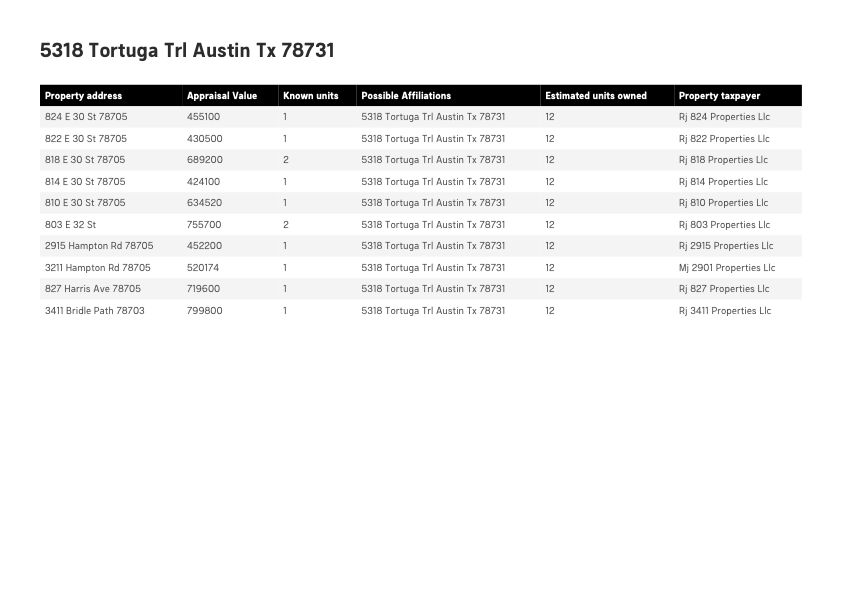 5318 Tortuga Trl Austin Tx 78731
Property address Appraisal Value Known units Possible Affiliations Estimated units owned Property taxpayer
824 E 30 St 78705 455100 1 5318 Tortuga Trl Austin Tx 78731 12 Rj 824 Properties Llc
822 E 30 St 78705 430500 1 5318 Tortuga Trl Austin Tx 78731 12 Rj 822 Properties Llc
818 E 30 St 78705 689200 2 5318 Tortuga Trl Austin Tx 78731 12 Rj 818 Properties Llc
814 E 30 St 78705 424100 1 5318 Tortuga Trl Austin Tx 78731 12 Rj 814 Properties Llc
810 E 30 St 78705 634520 1 5318 Tortuga Trl Austin Tx 78731 12 Rj 810 Properties Llc
803 E 32 St 755700 2 5318 Tortuga Trl Austin Tx 78731 12 Rj 803 Properties Llc
2915 Hampton Rd 78705 452200 1 5318 Tortuga Trl Austin Tx 78731 12 Rj 2915 Properties Llc
3211 Hampton Rd 78705 520174 1 5318 Tortuga Trl Austin Tx 78731 12 Mj 2901 Properties Llc
827 Harris Ave 78705 719600 1 5318 Tortuga Trl Austin Tx 78731 12 Rj 827 Properties Llc
3411 Bridle Path 78703 799800 1 5318 Tortuga Trl Austin Tx 78731 12 Rj 3411 Properties Llc